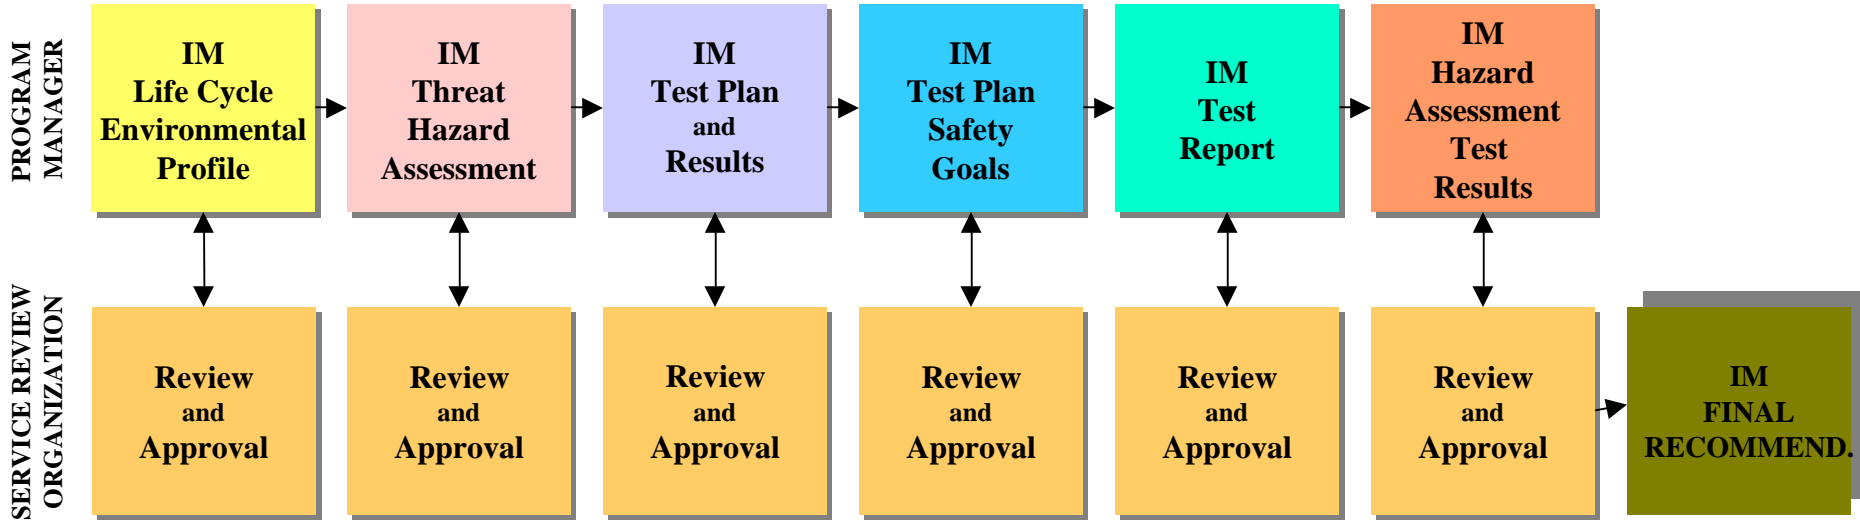 PROGRAM
MANAGER
IM
Life Cycle
Environmental
Profile
IM
Threat
Hazard
Assessment
IM
Test Plan
and
Results
IM
Test Plan
Safety
Goals
IM
Test
Report
IM
Hazard
Assessment
Test
Results
SERVICE REVIEW
ORGANIZATION
Review
and
Approval
Review
and
Approval
Review
and
Approval
Review
and
Approval
Review
and
Approval
Review
and
Approval
IM
FINAL
RECOMMEND.